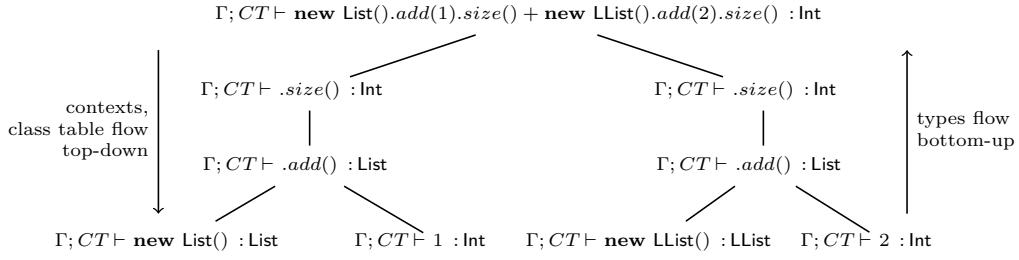 Γ; CT ⊢ new List().add(1).size() + new LList().add(2).size() : Int
Γ; CT ⊢ .size() : Int
Γ; CT ⊢ .size() : Int
contexts,
class table flow
top-down
types flow
bottom-up
Γ; CT ⊢ .add() : List
Γ; CT ⊢ .add() : List
Γ; CT ⊢ new List() : List
Γ; CT ⊢ 1 : Int
Γ; CT ⊢ new LList() : LList
Γ; CT ⊢ 2 : Int